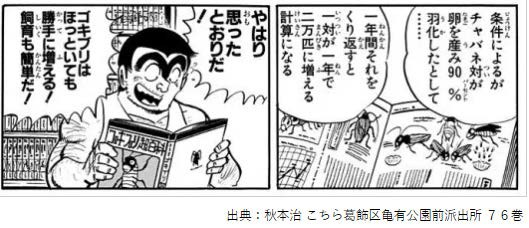 条件によるが
チャバネ対が
卵を産み90%
羽化したとして
……
一年間それを
くり返すと
一対が一年で
二万匹に増える
計算になる
やはり
思った
とおりだ
ゴキブリは
ほっといても
勝手に増える!
飼育も簡単だ!
出典:秋本治 こちら葛飾区亀有公園前派出所 76巻